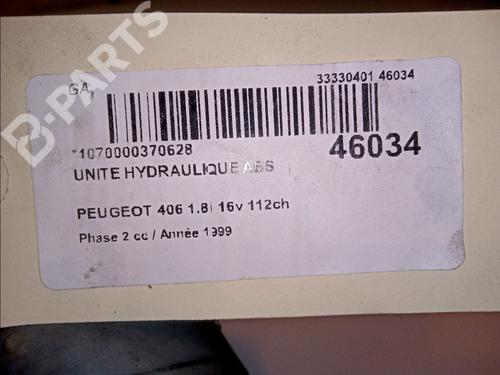 B-PARTS
GA
33330401 46034
*1070000370628
46034
UNITE HYDRAULIQUE ABS
PEUGEOT 406 1.8i 16v 112ch
Phase 2 cc / Année 1999